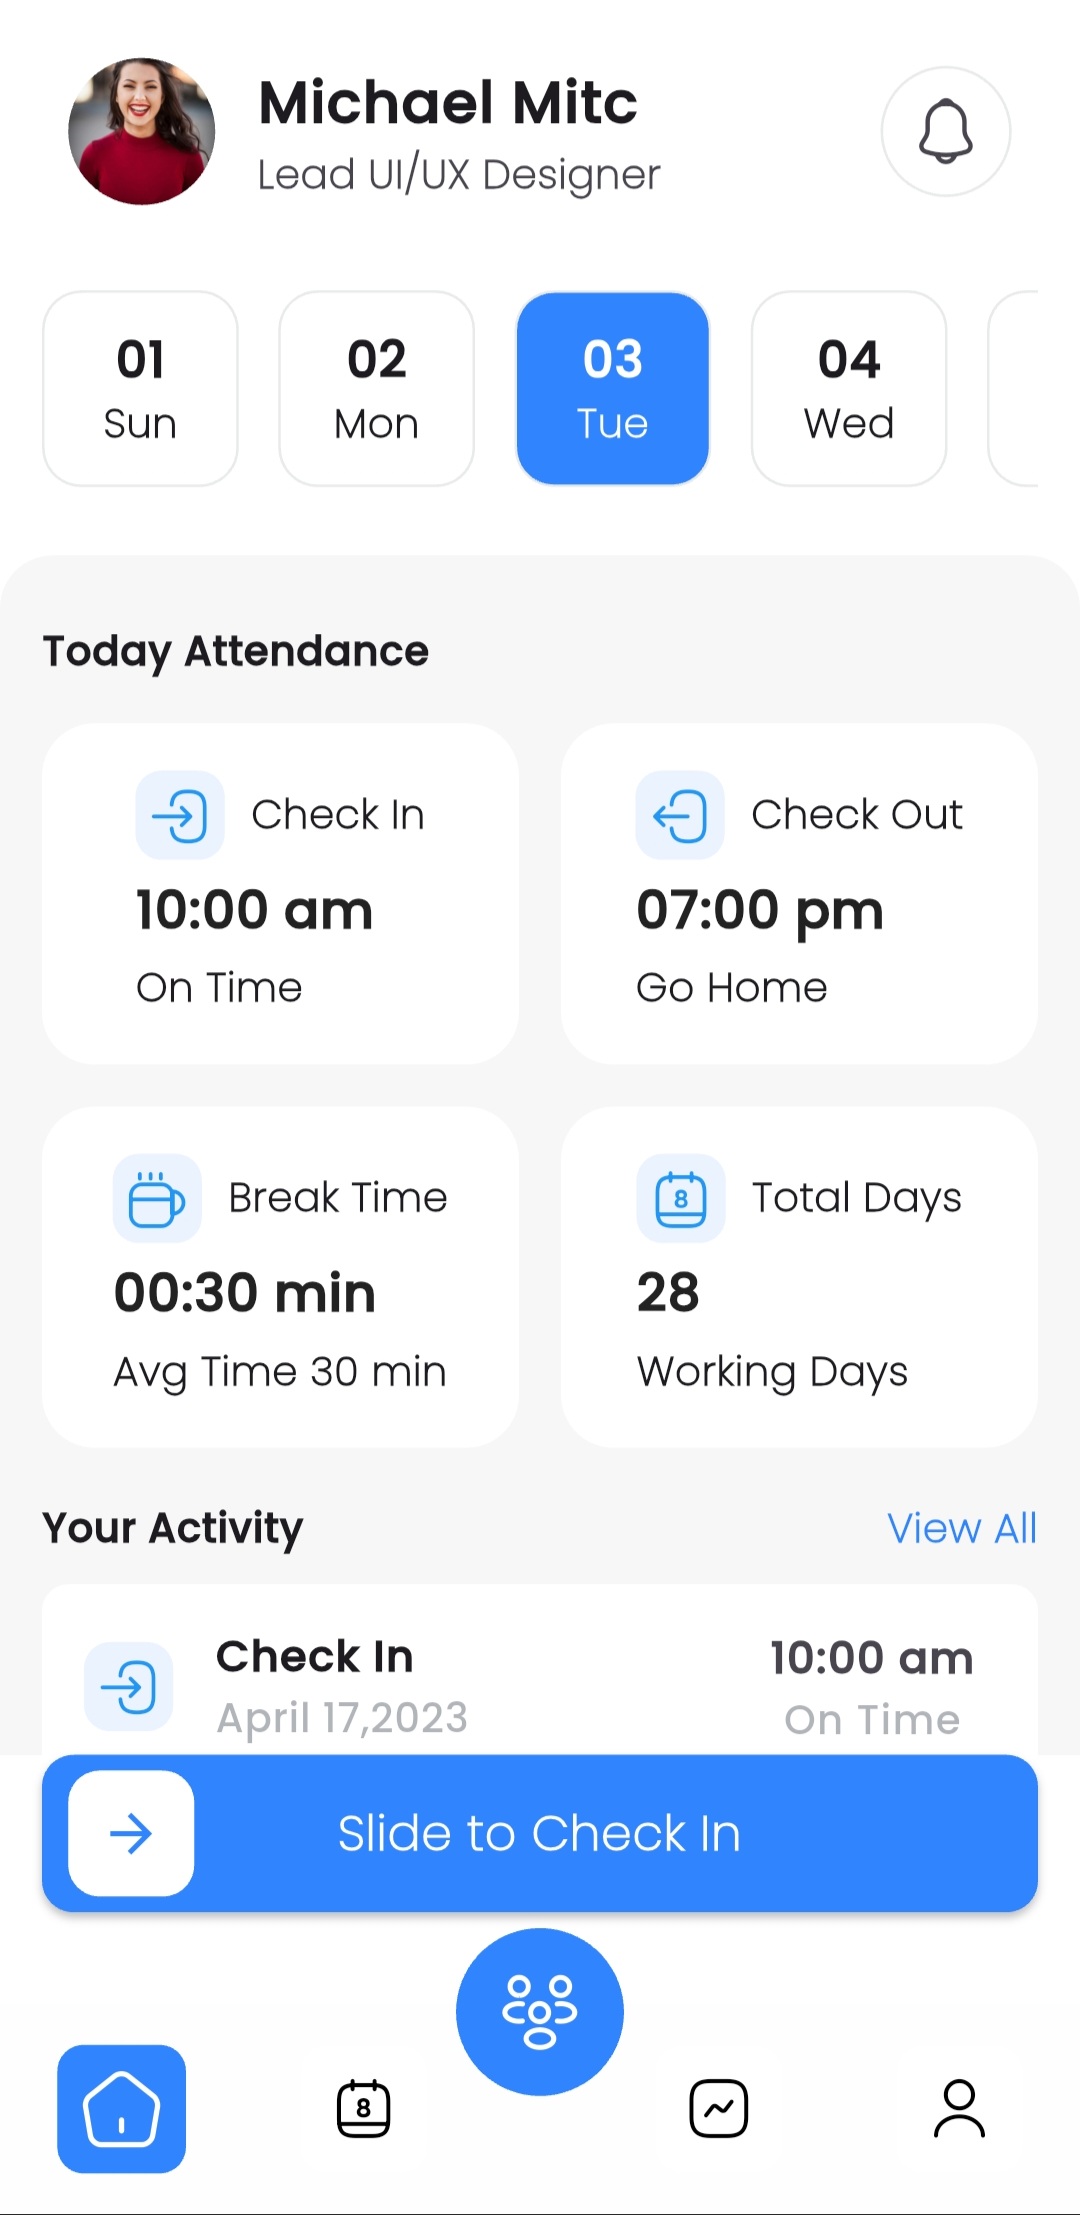 Michael Mitc
Lead UI/UX Designer
01
Sun
02
Mon
03
Tue
04
Wed
Today Attendance
Check In
10:00 am
On Time
Check Out
07:00 pm
Go Home
Break Time
00:30 min
Avg Time 30 min
8
Total Days
28
Working Days
Your Activity
View All
Check In
April 17,2023
10:00 am
On Time
Slide to Check In
8